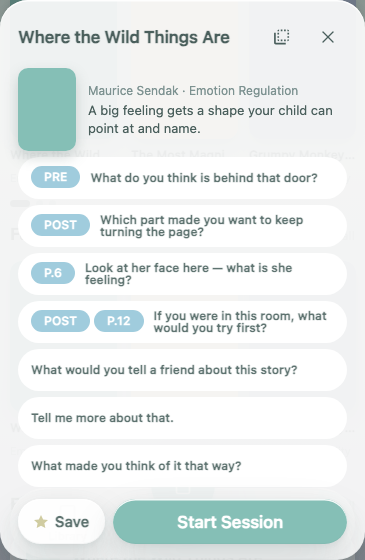 Where the Wild Things Are
Maurice Sendak · Emotion Regulation
A big feeling gets a shape your child can
point at and name.
PRE What do you think is behind that door?
POST Which part made you want to keep
turning the page?
P.6 Look at her face here — what is she
feeling?
POST P.12 If you were in this room, what
would you try first?
What would you tell a friend about this story?
Tell me more about that.
What made you think of it that way?
Save
Start Session